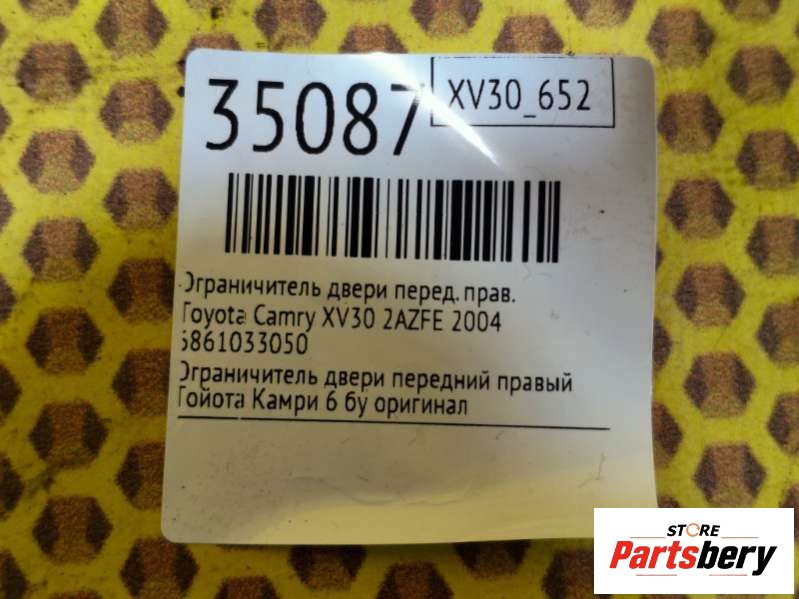 35087
XV30_652
Ограничитель двери перед. прав.
Toyota Camry XV30 2AZFE 2004
6861033050
Ограничитель двери передний правый
Тойота Камри 6 бу оригинал
STORE
Partsbery